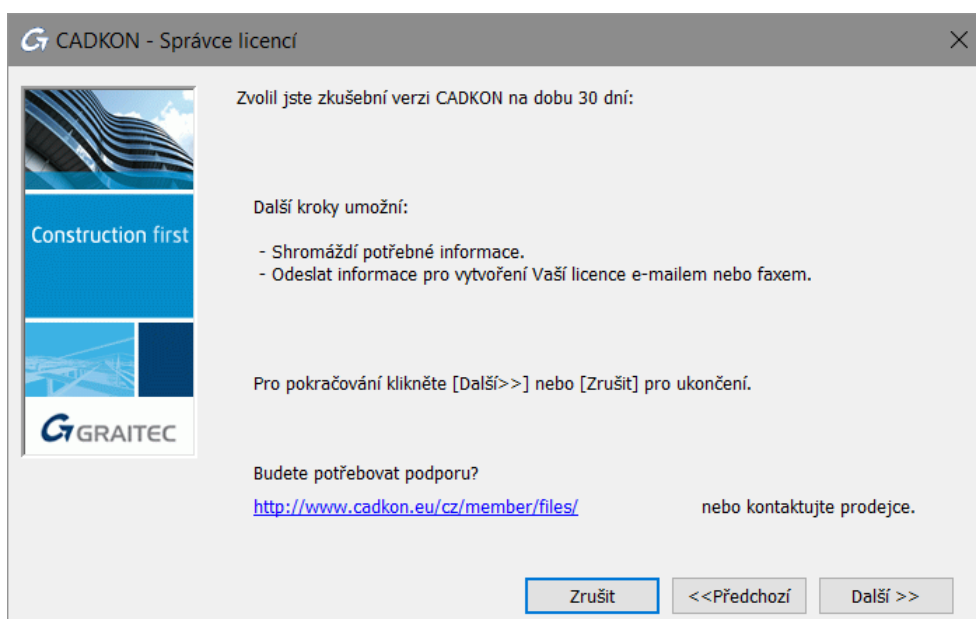 CADKON - Správce licencí
Zvolil jste zkušební verzi CADKON na dobu 30 dní:
Další kroky umožní:
Construction first
- Shromáždí potřebné informace.
- Odeslat informace pro vytvoření Vaší licence e-mailem nebo faxem.
Pro pokračování klikněte [Další>>] nebo [Zrušit] pro ukončení.
GRAITEC
Budete potřebovat podporu?
http://www.cadkon.eu/cz/member/files/ nebo kontaktujte prodejce.
Zrušit <<Předchozí Další >>